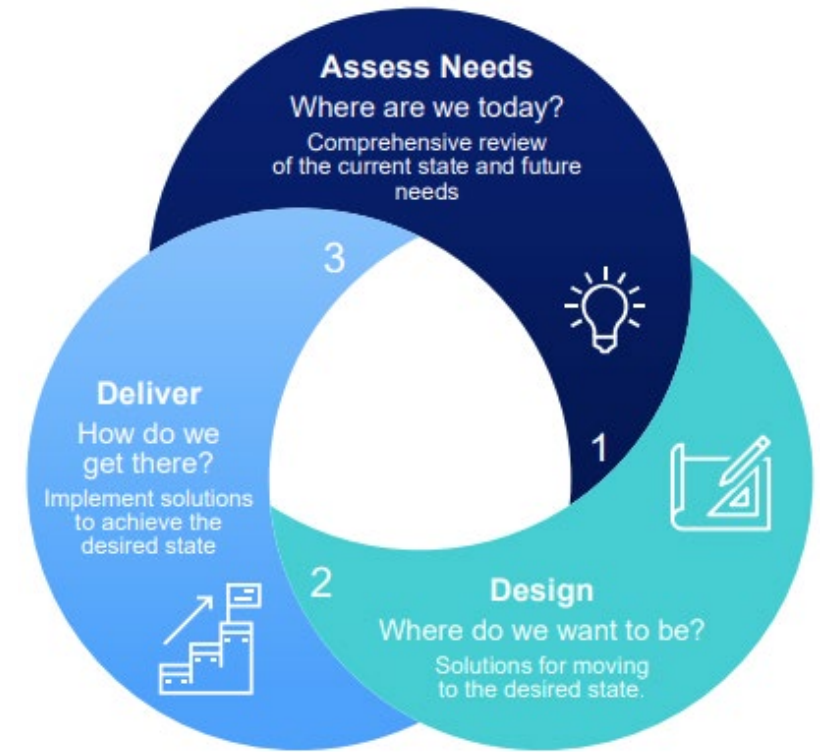 Assess Needs
Where are we today?
Comprehensive review
of the current state and future
needs
1
Design
Where do we want to be?
Solutions for moving
to the desired state.
2
Deliver
How do we
get there?
Implement solutions
to achieve the
desired state
3